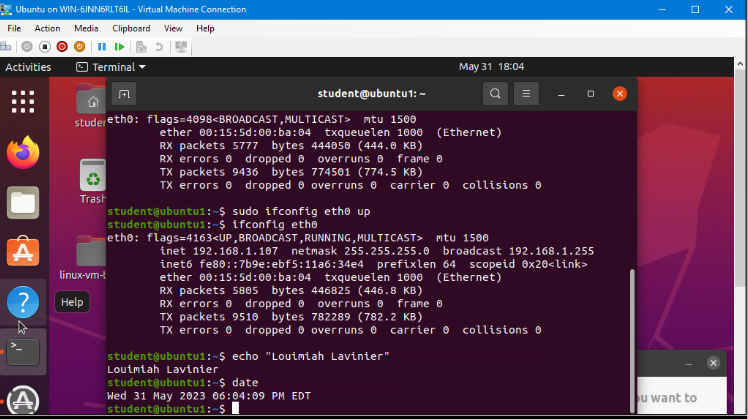 Ubuntu on WIN-6JNN6RLT6IL - Virtual Machine Connection
File Action Media Clipboard View Help
Activities Terminal May 31 18:04
student@ubuntu1: ~
studen
Trash
linux-vm-t
Help
eth0: flags=4098<BROADCAST,MULTICAST> mtu 1500
ether 00:15:5d:00:ba:04 txqueuelen 1000 (Ethernet)
RX packets 5777 bytes 444050 (444.0 KB)
RX errors 0 dropped 0 overruns 0 frame 0
TX packets 9436 bytes 774501 (774.5 KB)
TX errors 0 dropped 0 overruns 0 carrier 0 collisions 0
student@ubuntu1:~$ sudo ifconfig eth0 up
student@ubuntu1:~$ ifconfig eth0
eth0: flags=4163<UP,BROADCAST,RUNNING,MULTICAST> mtu 1500
inet 192.168.1.107 netmask 255.255.255.0 broadcast 192.168.1.255
inet6 fe80::7b9e:ebf5:11a6:34e4 prefixlen 64 scopeid 0x20<link>
ether 00:15:5d:00:ba:04 txqueuelen 1000 (Ethernet)
RX packets 5805 bytes 446825 (446.8 KB)
RX errors 0 dropped 0 overruns 0 frame 0
TX packets 9510 bytes 782289 (782.2 KB)
TX errors 0 dropped 0 overruns 0 carrier 0 collisions 0
student@ubuntu1:~$ echo "Louimiah Lavinier"
Louimiah Lavinier
student@ubuntu1:~$ date
Wed 31 May 2023 06:04:09 PM EDT
student@ubuntu1:~$
ou want to